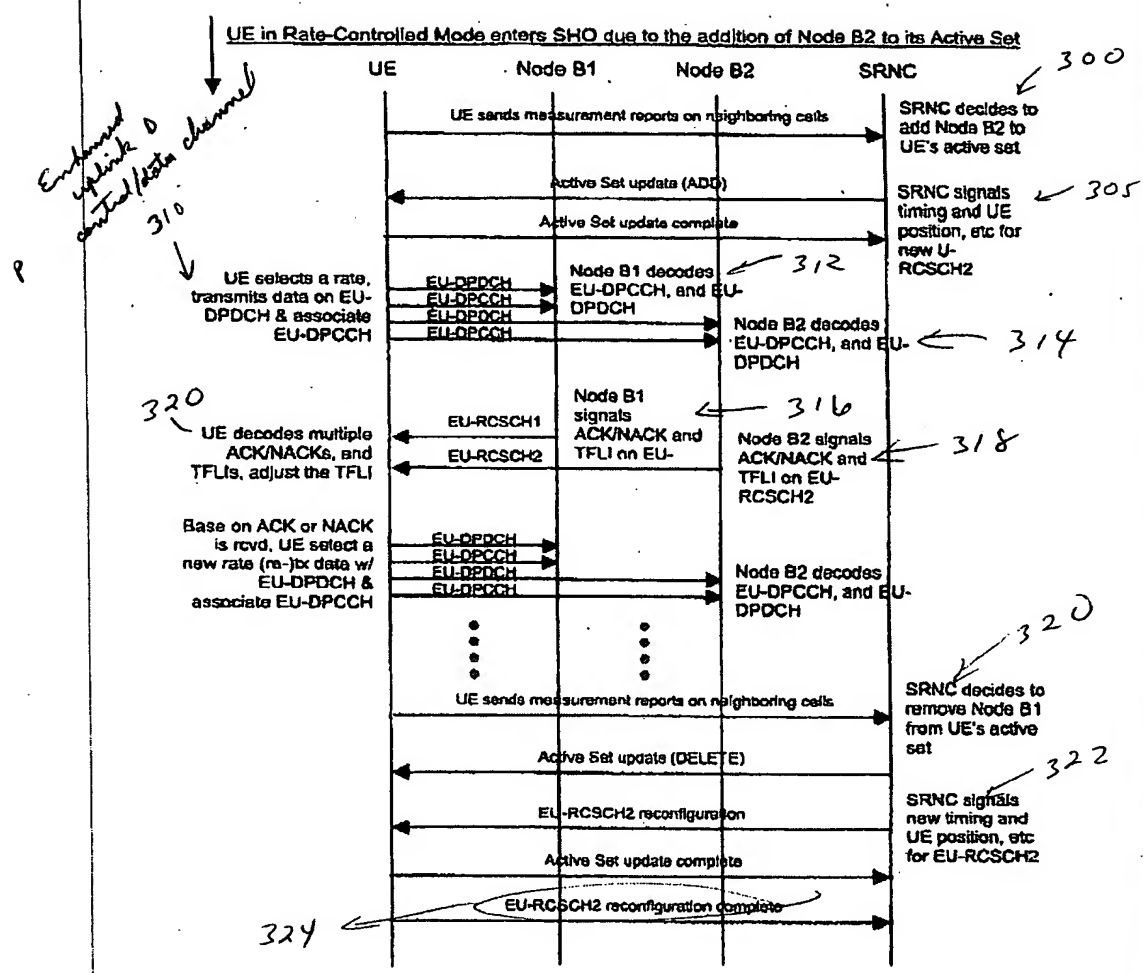 UE in Rate-Controlled Mode enters SHO due to the addition of Node B2 to its Active Set
UE Node B1 Node B2 SRNC
300
Enhanced
uplink
control/data channel
310
UE sends measurement reports on neighboring cells
SRNC decides to
add Node B2 to
UE's active set
Active Set update (ADD)
Active Set update complete
SRNC signals
timing and UE
position, etc for
new U-
RCSCH2
305
P
UE selects a rate,
transmits data on EU-
DPDCH & associate
EU-DPCCH
EU-DPDCH
EU-DPCCH
EU-DPDCH
EU-DPCCH
Node B1 decodes
EU-DPCCH, and EU-
DPDCH
312
Node B2 decodes
EU-DPCCH, and EU-
DPDCH
314
320
UE decodes multiple
ACK/NACKs, and
TFLIs, adjust the TFLI
EU-RCSCH1
EU-RCSCH2
Node B1
signals
ACK/NACK and
TFLI on EU-
316
Node B2 signals
ACK/NACK and
TFLI on EU-
RCSCH2
318
Base on ACK or NACK
is rcvd, UE select a
new rate (re-)tx data w/
EU-DPDCH &
associate EU-DPCCH
EU-DPDCH
EU-DPCCH
EU-DPDCH
EU-DPCCH
Node B2 decodes
EU-DPCCH, and EU-
DPDCH
UE sends measurement reports on neighboring cells
SRNC decides to
remove Node B1
from UE's active
set
320
Active Set update (DELETE)
EU-RCSCH2 reconfiguration
SRNC signals
new timing and
UE position, etc
for EU-RCSCH2
322
Active Set update complete
EU-RCSCH2 reconfiguration complete
324